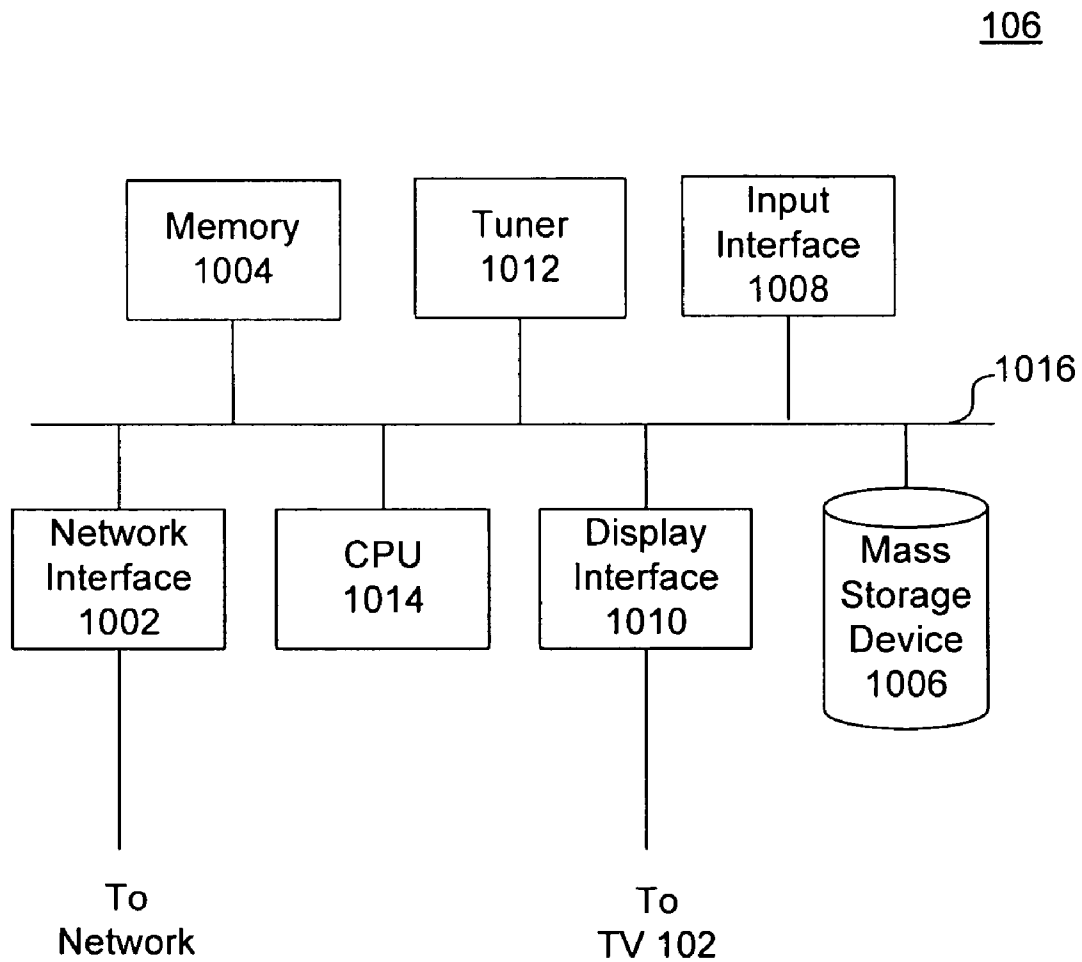 106
Memory
1004
Tuner
1012
Input
Interface
1008
1016
Network
Interface
1002
CPU
1014
Display
Interface
1010
Mass
Storage
Device
1006
To
Network
To
TV 102